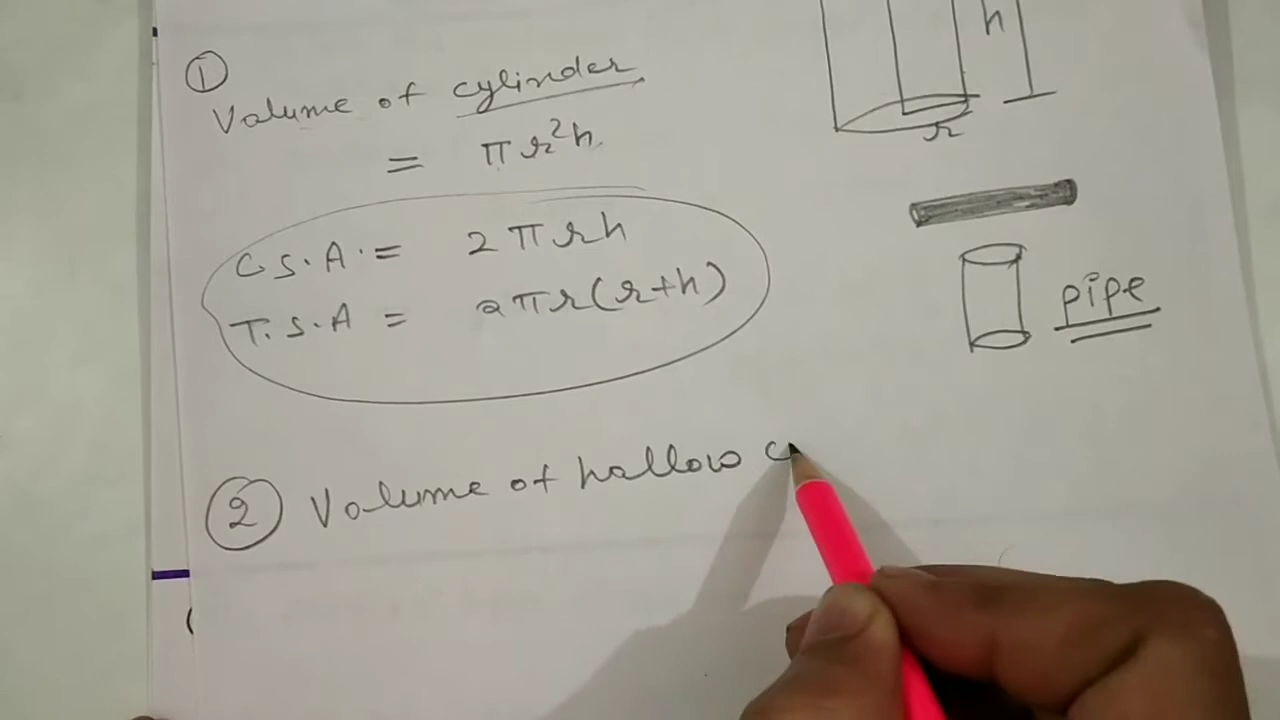 ①
Volume of cylinder
= πr²h
C.S.A. = 2πrh
T.S.A = 2πr(r+h)
h
r
pipe
② Volume of hallow c